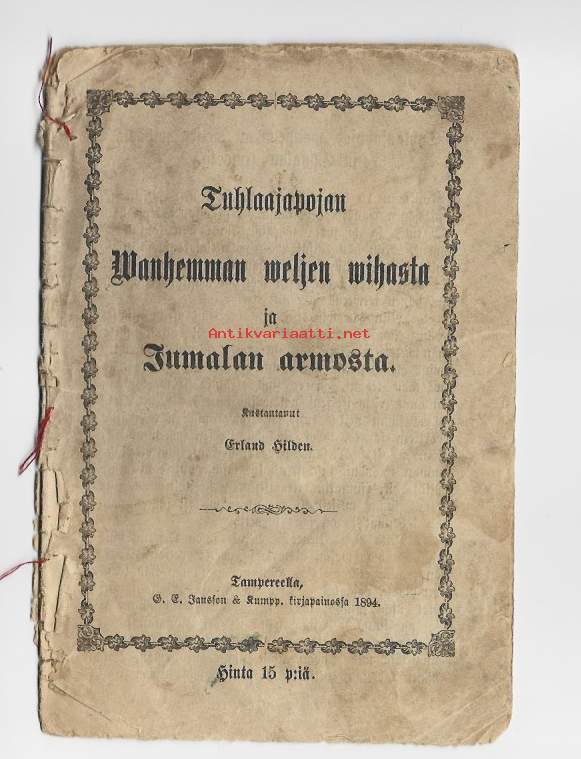 Tuhlaajapojan
Wanhemman weljen wihasta
ja
Antikvariaatti.net
Jumalan armosta.
Kustantanut
Erland Hilden.
Tampereella,
G. E. Jansson & Kumpp. kirjapainossa 1894.
Hinta 15 p:iä.